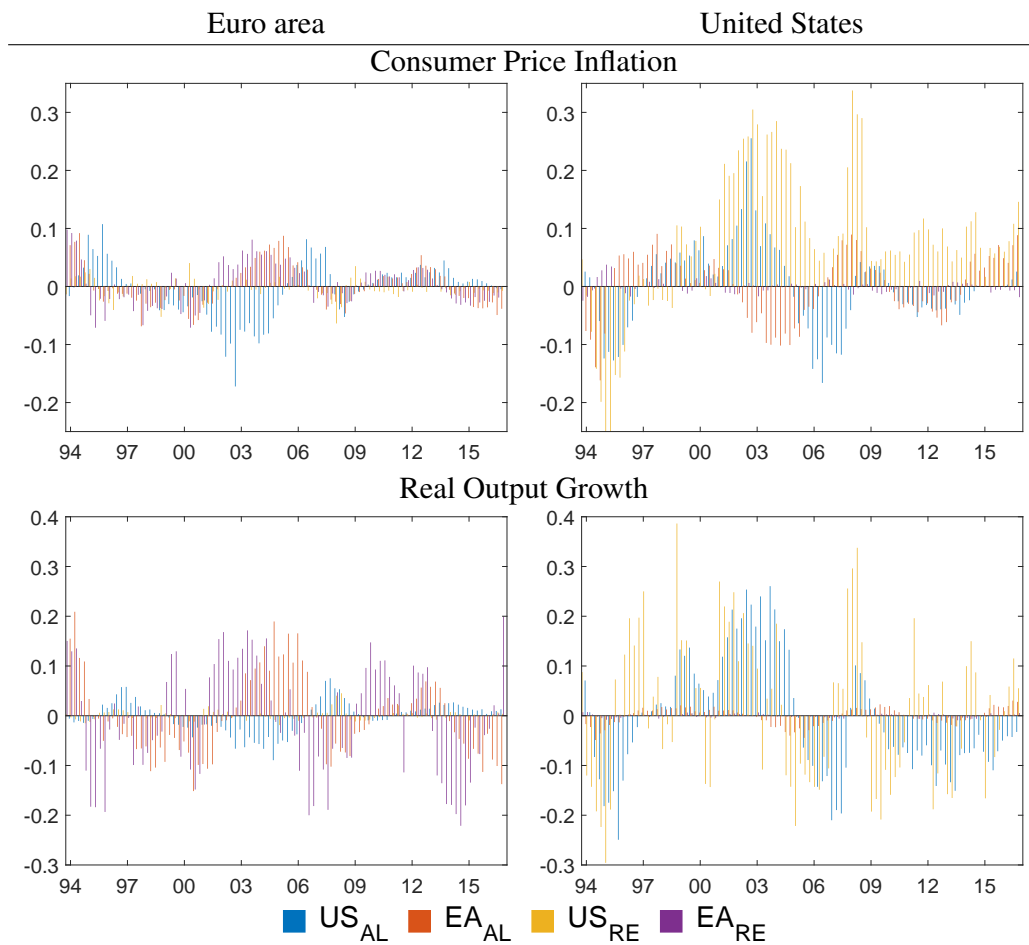 Euro area United States
Consumer Price Inflation
0.3 0.3
0.2 0.2
0.1 0.1
0 0
-0.1 -0.1
-0.2 -0.2
94 97 00 03 06 09 12 15 94 97 00 03 06 09 12 15
Real Output Growth
0.4 0.4
0.3 0.3
0.2 0.2
0.1 0.1
0 0
-0.1 -0.1
-0.2 -0.2
-0.3 -0.3
94 97 00 03 06 09 12 15 94 97 00 03 06 09 12 15
US_AL EA_AL US_RE EA_RE